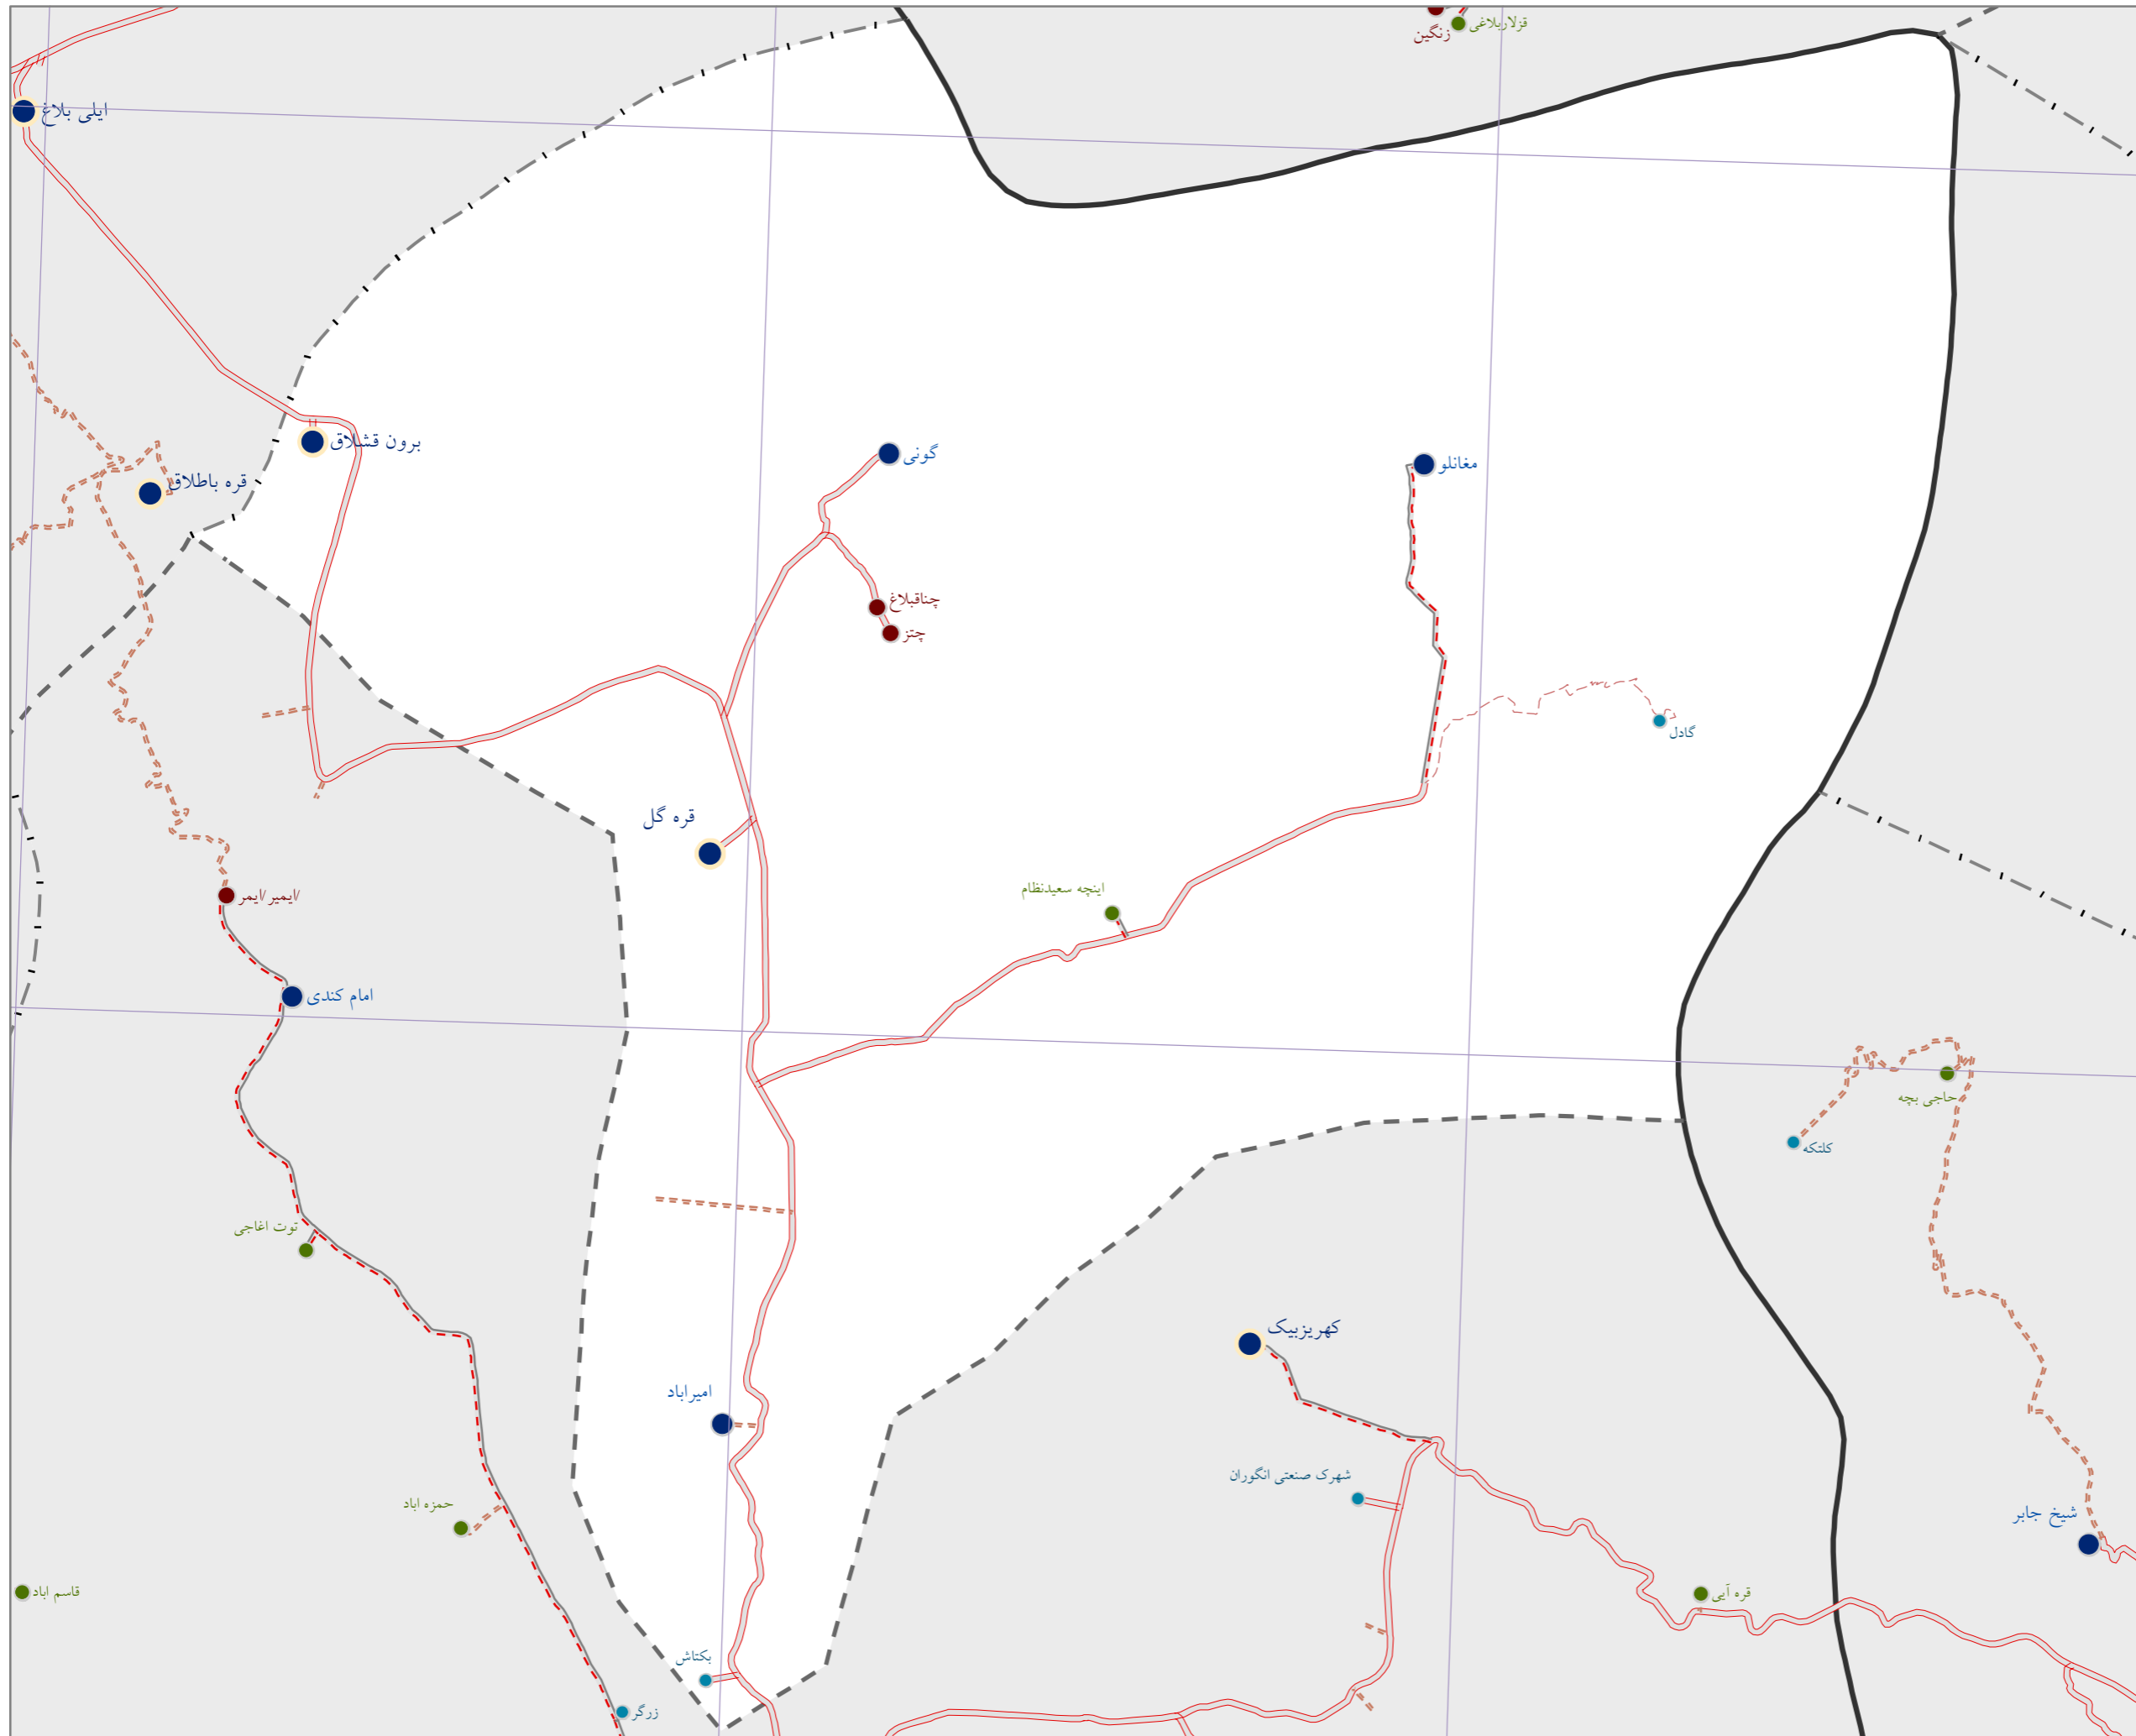 قزلاربلاغی
زنگین
ایلی بلاغ
برون قشلاق
گونی
مغانلو
قره باطلاق
چناقبلاغ
چتز
گادل
قره گل
اینچه سعیدنظام
ایمیر/ایمر/
امام کندی
حاجی بچه
کلتکه
توت اغاجی
کهریزبیک
امیراباد
شهرک صنعتی انگوران
حمزه اباد
شیخ جابر
قاسم اباد
قره آیی
بکتاش
زرگر